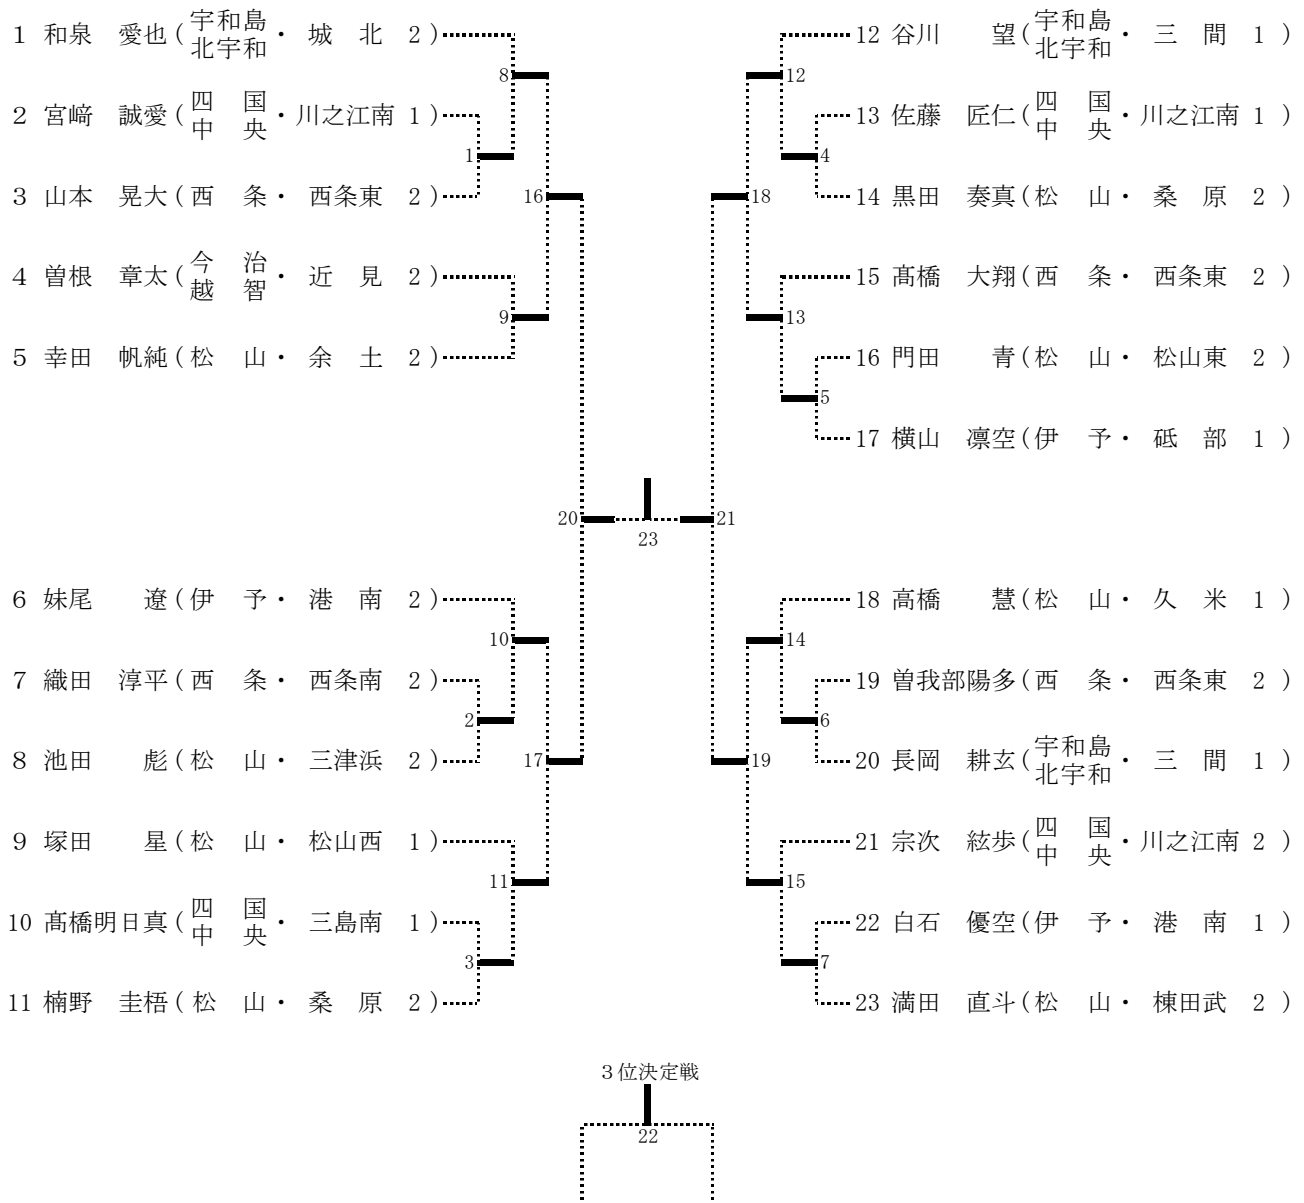 1 和泉 愛也(宇和島北宇和・城 北 2)
8
2 宮﨑 誠愛(四国中央・川之江南 1)
1
3 山本 晃大(西 条・西条東 2)
16
4 曽根 章太(今治越智・近 見 2)
9
5 幸田 帆純(松 山・余 土 2)
20
6 妹尾 遼(伊 予・港 南 2)
10
7 織田 淳平(西 条・西条南 2)
2
8 池田 彪(松 山・三津浜 2)
17
9 塚田 星(松 山・松山西 1)
11
10 髙橋明日真(四国中央・三島南 1)
3
11 楠野 圭梧(松 山・桑 原 2)
23
12 谷川 望(宇和島北宇和・三 間 1)
12
13 佐藤 匠仁(四国中央・川之江南 1)
4
14 黒田 奏真(松 山・桑 原 2)
18
15 髙橋 大翔(西 条・西条東 2)
13
16 門田 青(松 山・松山東 2)
5
17 横山 凛空(伊 予・砥 部 1)
21
18 高橋 慧(松 山・久 米 1)
14
19 曽我部陽多(西 条・西条東 2)
6
20 長岡 耕玄(宇和島北宇和・三 間 1)
19
21 宗次 絃歩(四国中央・川之江南 2)
15
22 白石 優空(伊 予・港 南 1)
7
23 満田 直斗(松 山・棟田武 2)
3位決定戦
22